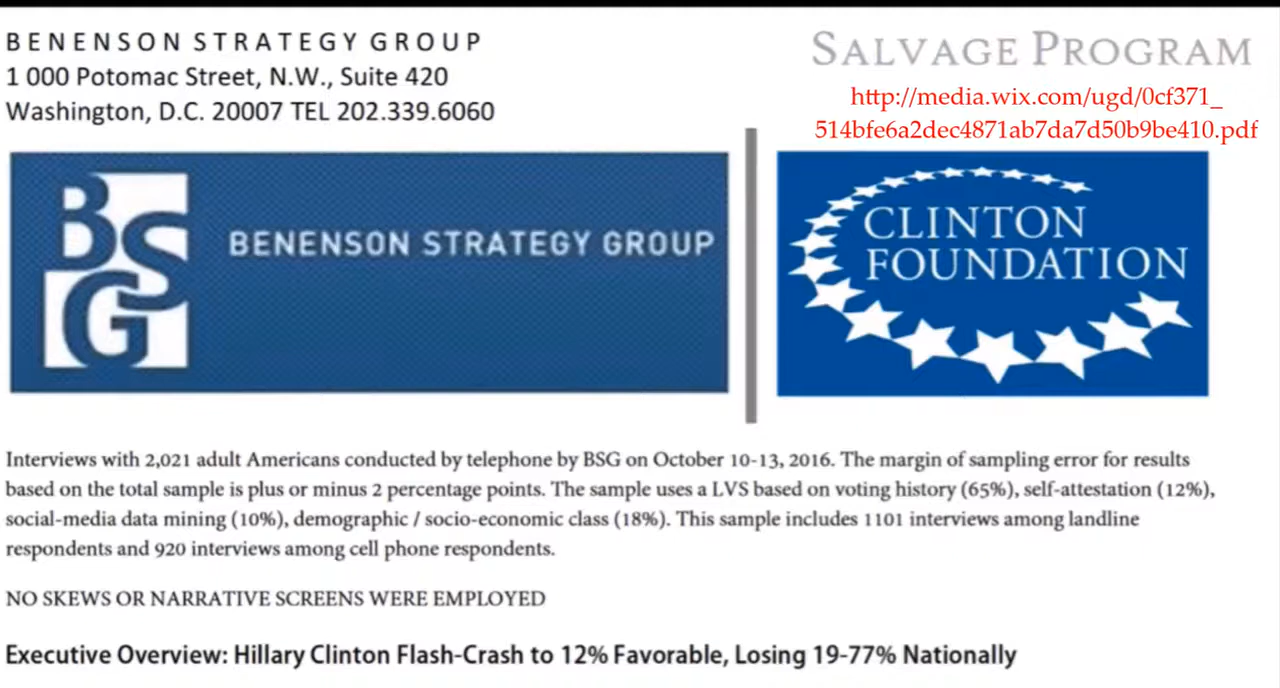 BENENSON STRATEGY GROUP
1 000 Potomac Street, N.W., Suite 420
Washington, D.C. 20007 TEL 202.339.6060
SALVAGE PROGRAM
http://media.wix.com/ugd/0cf371_
514bfe6a2dec4871ab7da7d50b9be410.pdf
BSG
BENENSON STRATEGY GROUP
CLINTON
FOUNDATION
Interviews with 2,021 adult Americans conducted by telephone by BSG on October 10-13, 2016. The margin of sampling error for results
based on the total sample is plus or minus 2 percentage points. The sample uses a LVS based on voting history (65%), self-attestation (12%),
social-media data mining (10%), demographic / socio-economic class (18%). This sample includes 1101 interviews among landline
respondents and 920 interviews among cell phone respondents.
NO SKEWS OR NARRATIVE SCREENS WERE EMPLOYED
Executive Overview: Hillary Clinton Flash-Crash to 12% Favorable, Losing 19-77% Nationally